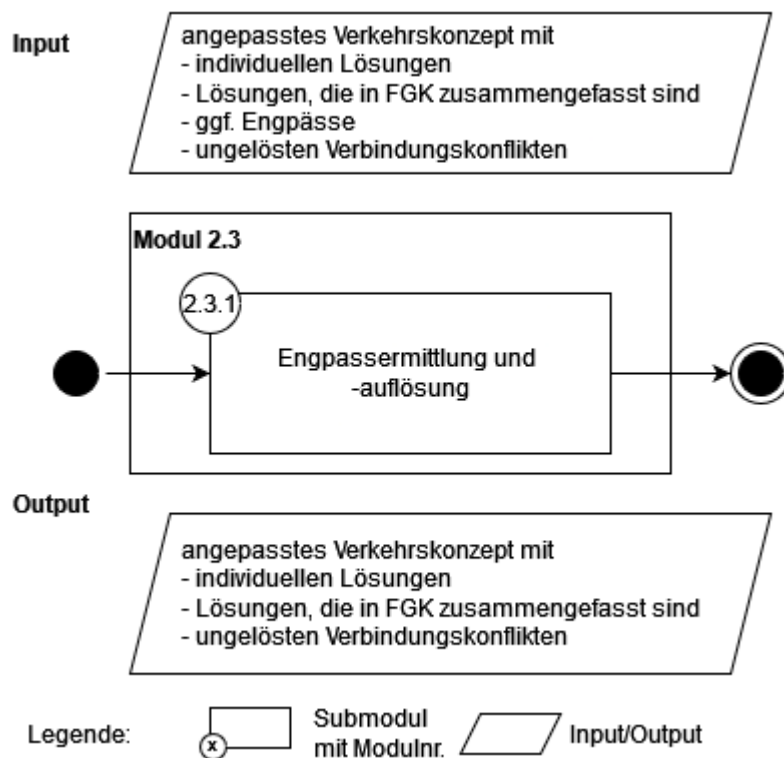 Input
angepasstes Verkehrskonzept mit
- individuellen Lösungen
- Lösungen, die in FGK zusammengefasst sind
- ggf. Engpässe
- ungelösten Verbindungskonflikten
Modul 2.3
2.3.1
Engpassermittlung und
-auflösung
Output
angepasstes Verkehrskonzept mit
- individuellen Lösungen
- Lösungen, die in FGK zusammengefasst sind
- ungelösten Verbindungskonflikten
Legende:
x
Submodul
mit Modulnr.
Input/Output